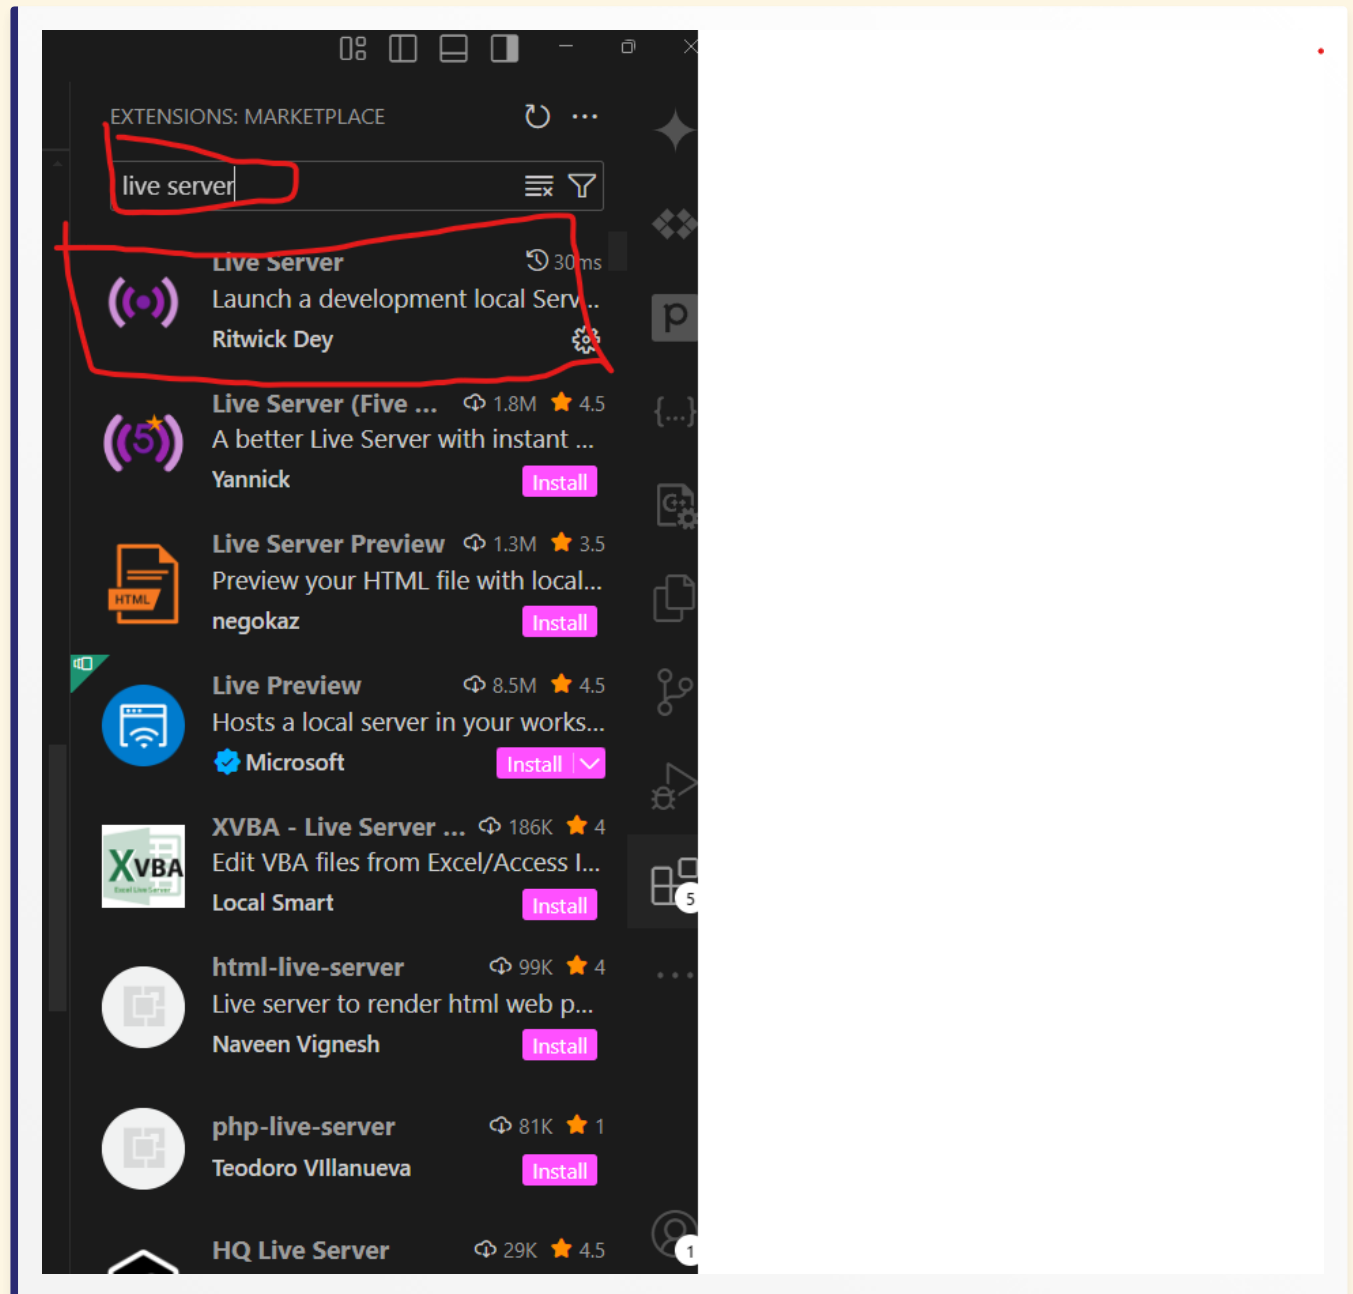 EXTENSIONS: MARKETPLACE
live server
Live Server 30ms
Launch a development local Serv...
Ritwick Dey
Live Server (Five ... 1.8M 4.5
5
A better Live Server with instant ...
Yannick Install
Live Server Preview 1.3M 3.5
Preview your HTML file with local...
HTML
negokaz Install
Live Preview 8.5M 4.5
Hosts a local server in your works...
Microsoft Install
XVBA - Live Server ... 186K 4
Edit VBA files from Excel/Access I...
XVBA
Excel Live Server
Local Smart Install
html-live-server 99K 4
Live server to render html web p...
Naveen Vignesh Install
php-live-server 81K 1
Teodoro VIllanueva Install
HQ Live Server 29K 4.5
p
{...}
C++
5
1